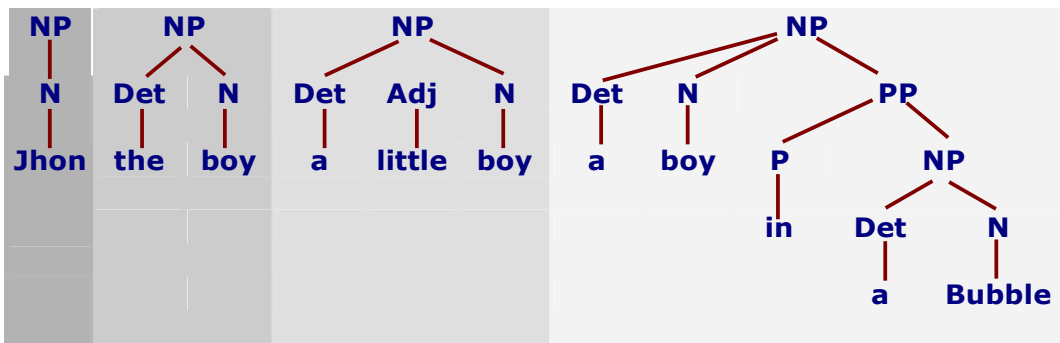 NP NP NP NP
N Det N Det Adj N Det N PP
Jhon the boy a little boy a boy P NP
in Det N
a Bubble